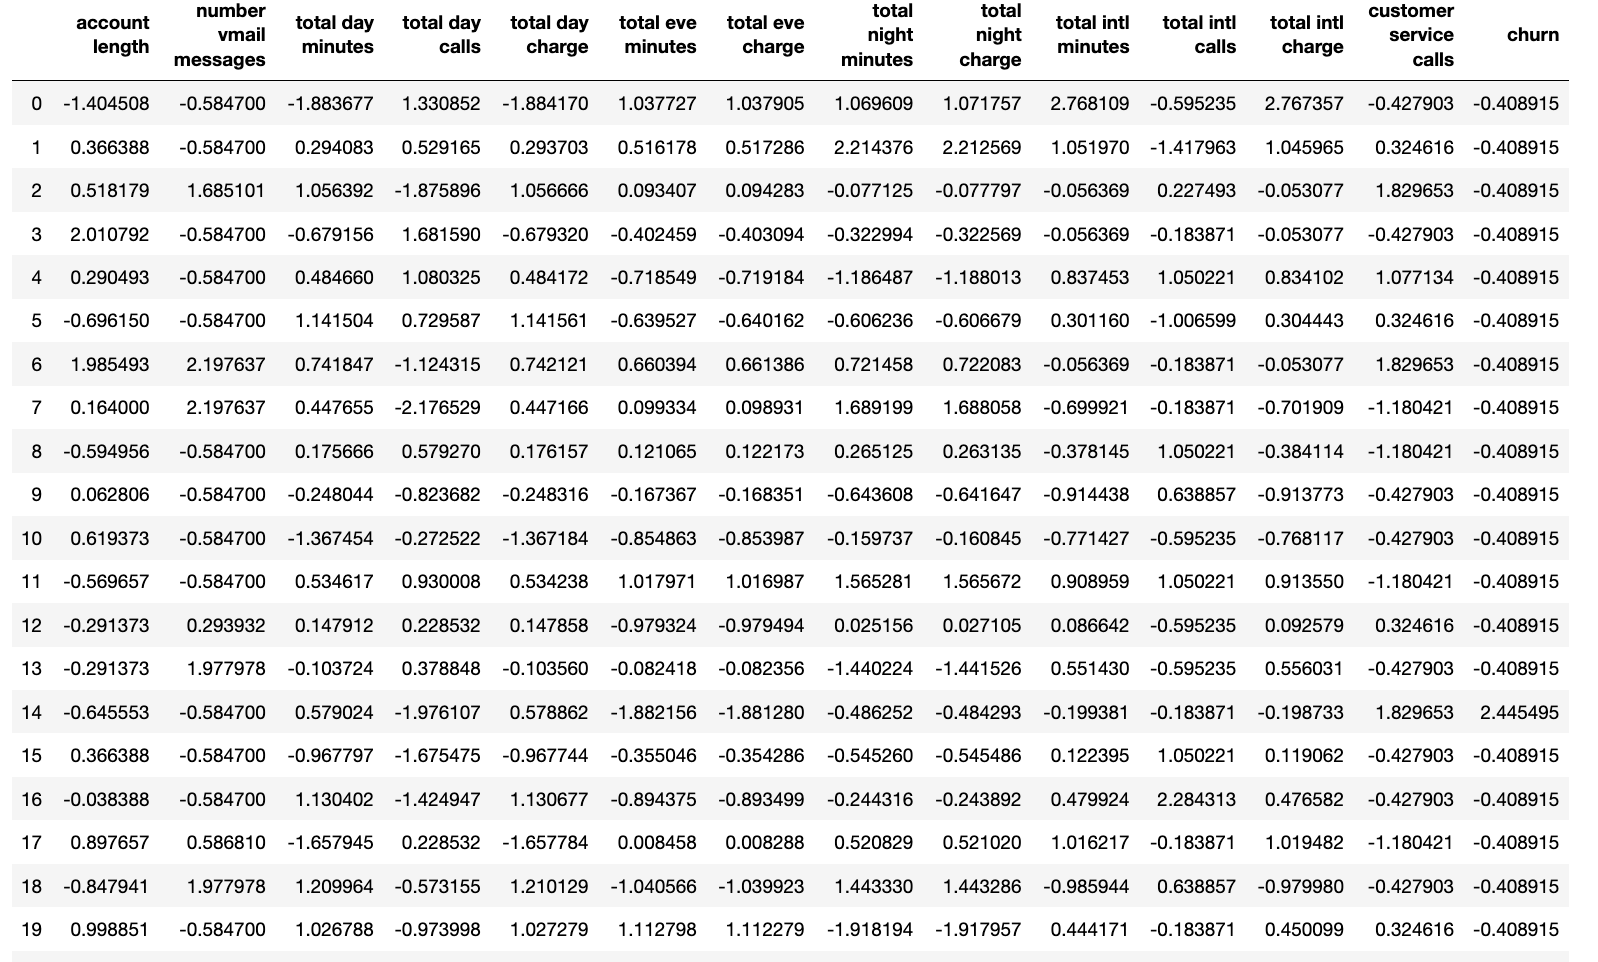 account length	number vmail messages	total day minutes	total day calls	total day charge	total eve minutes	total eve charge	total night minutes	total night charge	total intl minutes	total intl calls	total intl charge	customer service calls	churn
0	-1.404508	-0.584700	-1.883677	1.330852	-1.884170	1.037727	1.037905	1.069609	1.071757	2.768109	-0.595235	2.767357	-0.427903	-0.408915
1	0.366388	-0.584700	0.294083	0.529165	0.293703	0.516178	0.517286	2.214376	2.212569	1.051970	-1.417963	1.045965	0.324616	-0.408915
2	0.518179	1.685101	1.056392	-1.875896	1.056666	0.093407	0.094283	-0.077125	-0.077797	-0.056369	0.227493	-0.053077	1.829653	-0.408915
3	2.010792	-0.584700	-0.679156	1.681590	-0.679320	-0.402459	-0.403094	-0.322994	-0.322569	-0.056369	-0.183871	-0.053077	-0.427903	-0.408915
4	0.290493	-0.584700	0.484660	1.080325	0.484172	-0.718549	-0.719184	-1.186487	-1.188013	0.837453	1.050221	0.834102	1.077134	-0.408915
5	-0.696150	-0.584700	1.141504	0.729587	1.141561	-0.639527	-0.640162	-0.606236	-0.606679	0.301160	-1.006599	0.304443	0.324616	-0.408915
6	1.985493	2.197637	0.741847	-1.124315	0.742121	0.660394	0.661386	0.721458	0.722083	-0.056369	-0.183871	-0.053077	1.829653	-0.408915
7	0.164000	2.197637	0.447655	-2.176529	0.447166	0.099334	0.098931	1.689199	1.688058	-0.699921	-0.183871	-0.701909	-1.180421	-0.408915
8	-0.594956	-0.584700	0.175666	0.579270	0.176157	0.121065	0.122173	0.265125	0.263135	-0.378145	1.050221	-0.384114	-1.180421	-0.408915
9	0.062806	-0.584700	-0.248044	-0.823682	-0.248316	-0.167367	-0.168351	-0.643608	-0.641647	-0.914438	0.638857	-0.913773	-0.427903	-0.408915
10	0.619373	-0.584700	-1.367454	-0.272522	-1.367184	-0.854863	-0.853987	-0.159737	-0.160845	-0.771427	-0.595235	-0.768117	-0.427903	-0.408915
11	-0.569657	-0.584700	0.534617	0.930008	0.534238	1.017971	1.016987	1.565281	1.565672	0.908959	1.050221	0.913550	-1.180421	-0.408915
12	-0.291373	0.293932	0.147912	0.228532	0.147858	-0.979324	-0.979494	0.025156	0.027105	0.086642	-0.595235	0.092579	0.324616	-0.408915
13	-0.291373	1.977978	-0.103724	0.378848	-0.103560	-0.082418	-0.082356	-1.440224	-1.441526	0.551430	-0.595235	0.556031	-0.427903	-0.408915
14	-0.645553	-0.584700	0.579024	-1.976107	0.578862	-1.882156	-1.881280	-0.486252	-0.484293	-0.199381	-0.183871	-0.198733	1.829653	2.445495
15	0.366388	-0.584700	-0.967797	-1.675475	-0.967744	-0.355046	-0.354286	-0.545260	-0.545486	0.122395	1.050221	0.119062	-0.427903	-0.408915
16	-0.038388	-0.584700	1.130402	-1.424947	1.130677	-0.894375	-0.893499	-0.244316	-0.243892	0.479924	2.284313	0.476582	-0.427903	-0.408915
17	0.897657	0.586810	-1.657945	0.228532	-1.657784	0.008458	0.008288	0.520829	0.521020	1.016217	-0.183871	1.019482	-1.180421	-0.408915
18	-0.847941	1.977978	1.209964	-0.573155	1.210129	-1.040566	-1.039923	1.443330	1.443286	-0.985944	0.638857	-0.979980	-0.427903	-0.408915
19	0.998851	-0.584700	1.026788	-0.973998	1.027279	1.112798	1.112279	-1.918194	-1.917957	0.444171	-0.183871	0.450099	0.324616	-0.408915